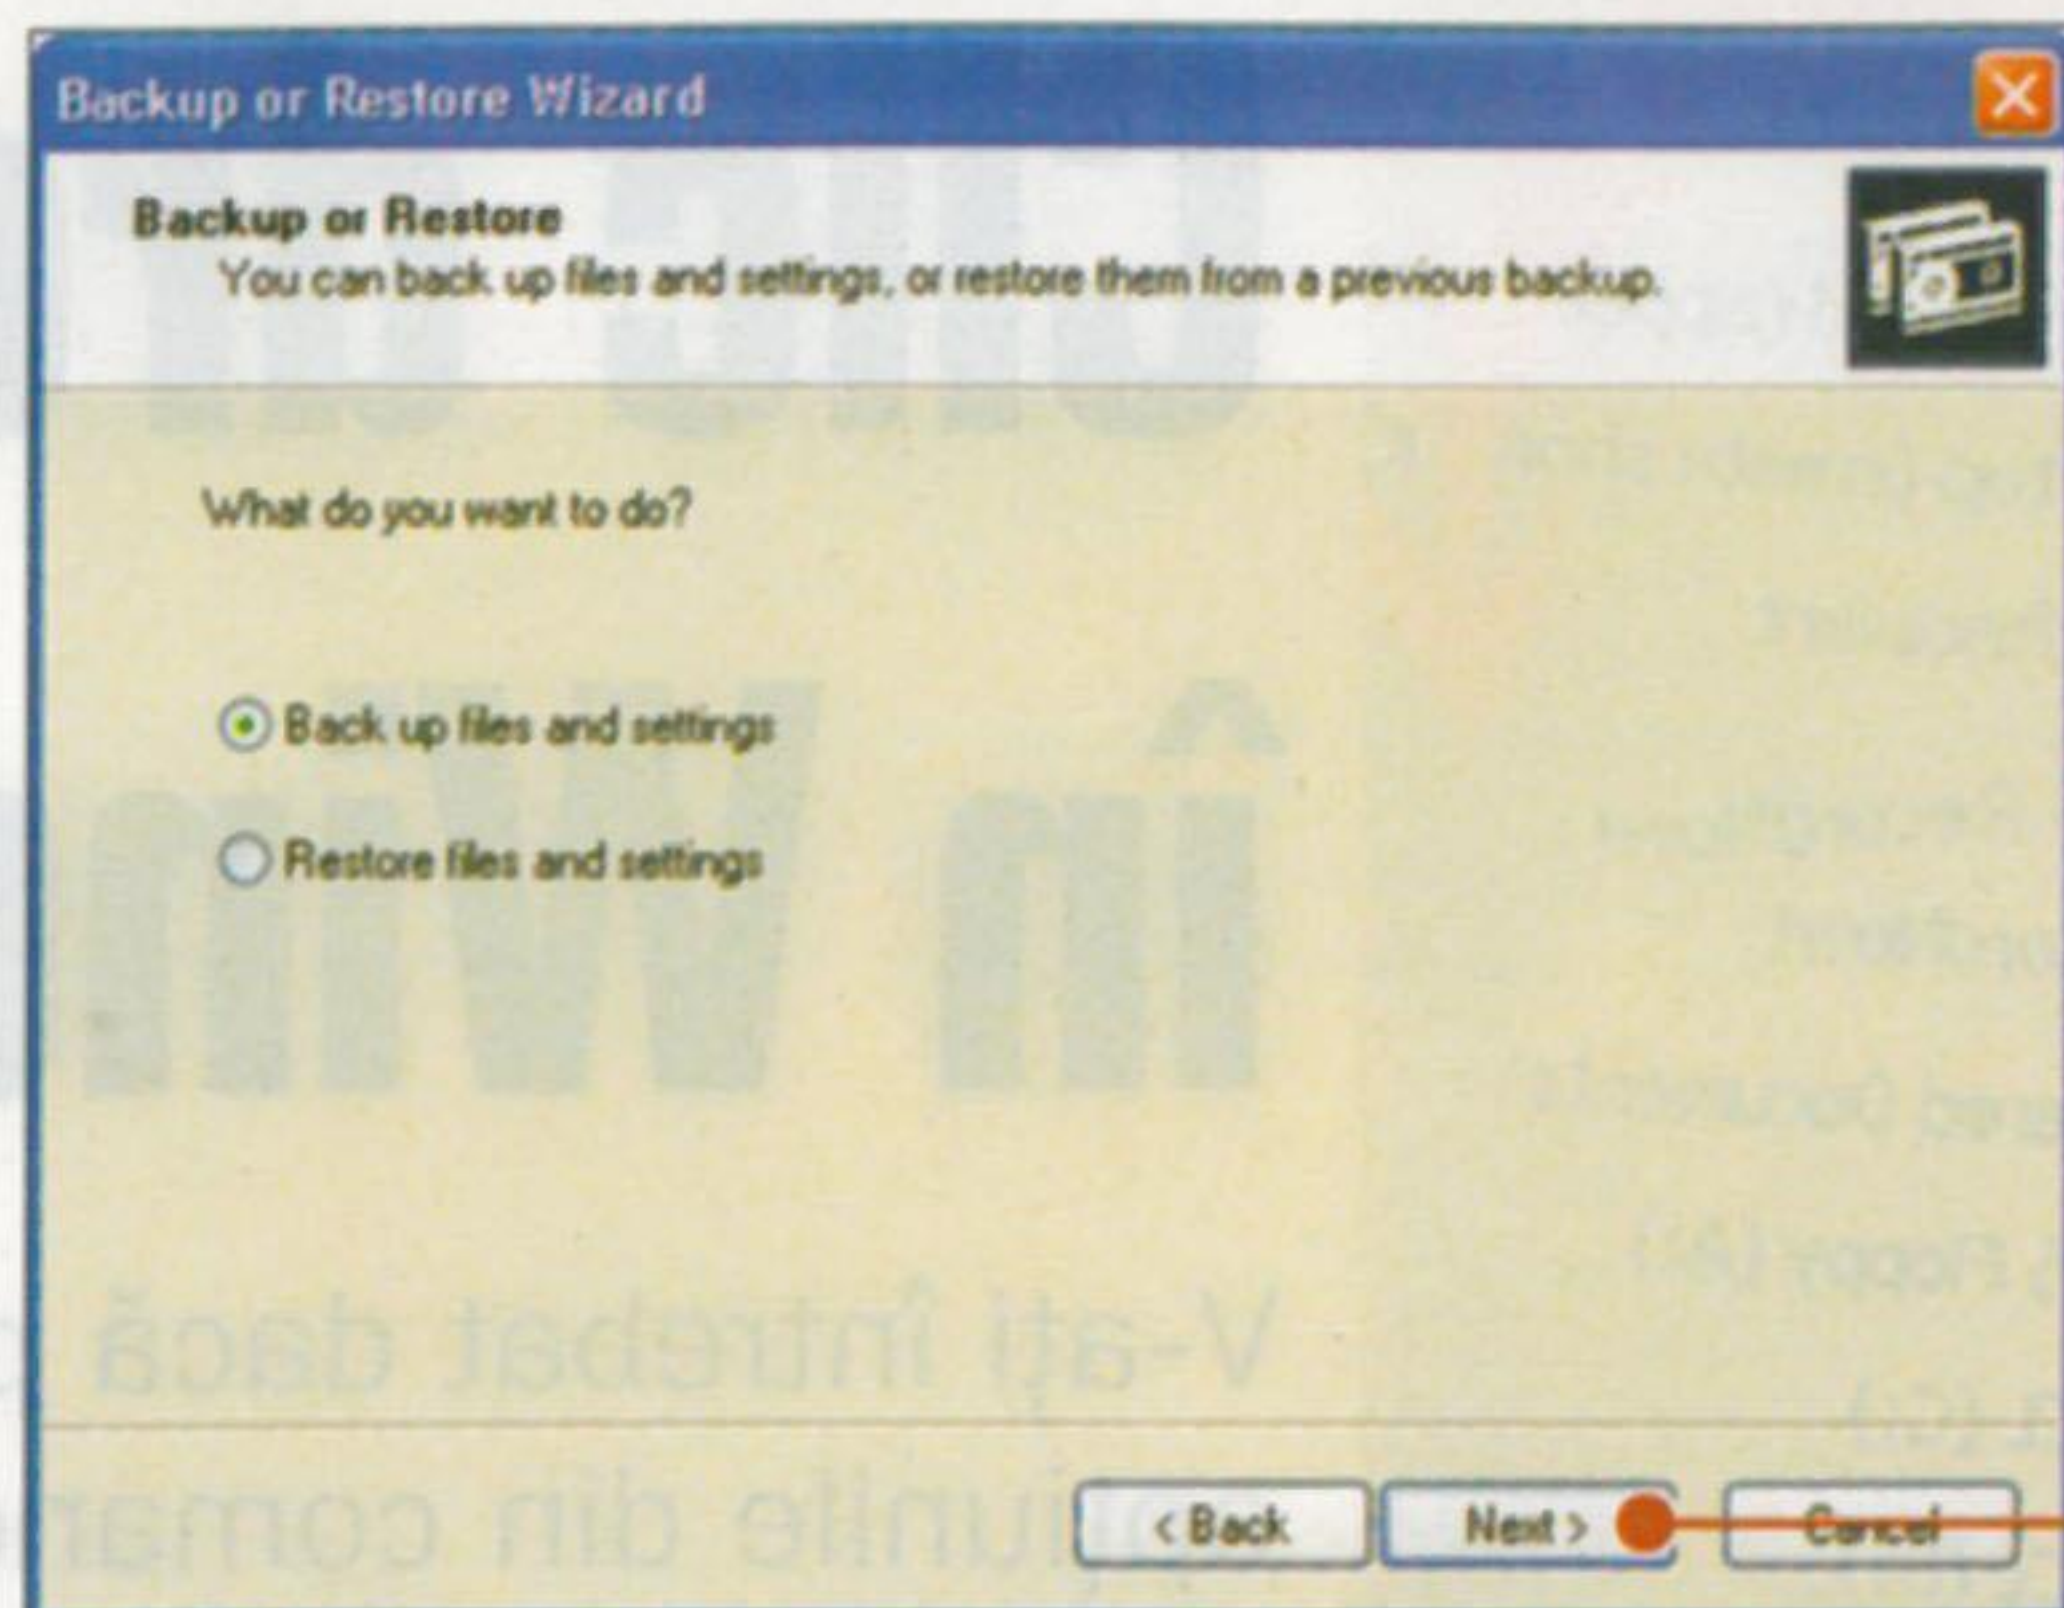 Backup or Restore Wizard
Backup or Restore
You can back up files and settings, or restore them from a previous backup.
What do you want to do?
Back up files and settings
Restore files and settings
V-ați întrebat dacă
din comar
< Back
Next >
Cancel